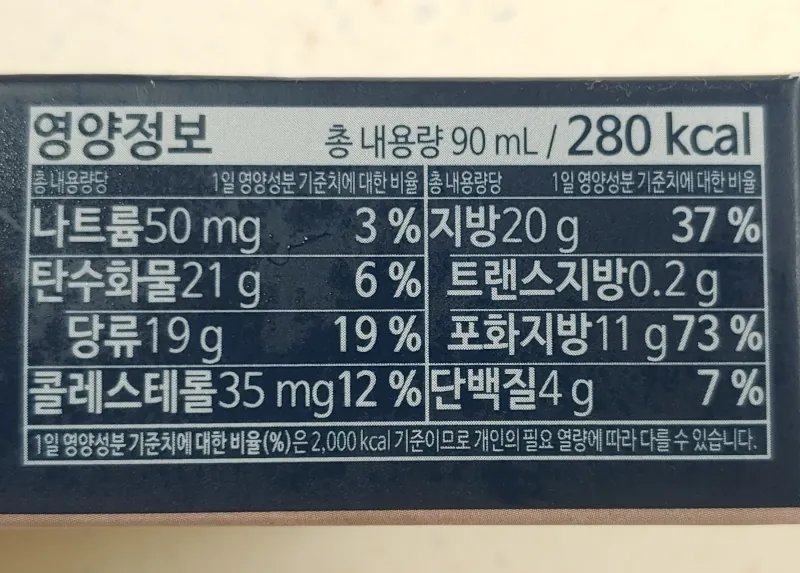 영양정보 총 내용량 90 mL / 280 kcal
총 내용량당 1일 영양성분 기준치에 대한 비율 총 내용량당 1일 영양성분 기준치에 대한 비율
나트륨50 mg 3 % 지방20 g 37 %
탄수화물21 g 6 % 트랜스지방0.2 g
당류19 g 19 % 포화지방11 g73 %
콜레스테롤35 mg12 % 단백질4 g 7 %
1일 영양성분 기준치에 대한 비율(%)은 2,000 kcal 기준이므로 개인의 필요 열량에 따라 다를 수 있습니다.